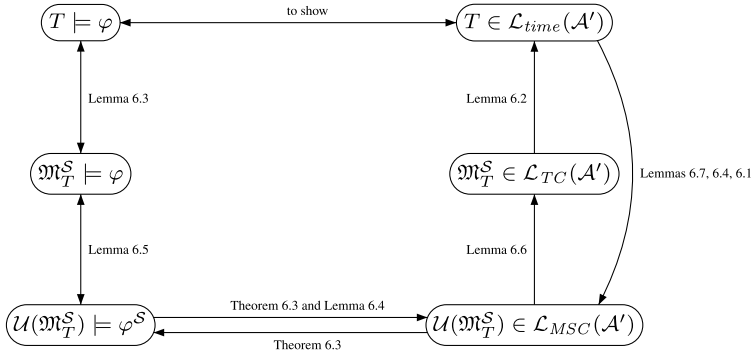 T ⊨ φ
to show
T ∈ ℒ_time(𝒜′)
Lemma 6.3
Lemma 6.2
𝔐_T^𝒮 ⊨ φ
𝔐_T^𝒮 ∈ ℒ_TC(𝒜′)
Lemmas 6.7, 6.4, 6.1
Lemma 6.5
Lemma 6.6
𝒰(𝔐_T^𝒮) ⊨ φ^𝒮
Theorem 6.3 and Lemma 6.4
Theorem 6.3
𝒰(𝔐_T^𝒮) ∈ ℒ_MSC(𝒜′)